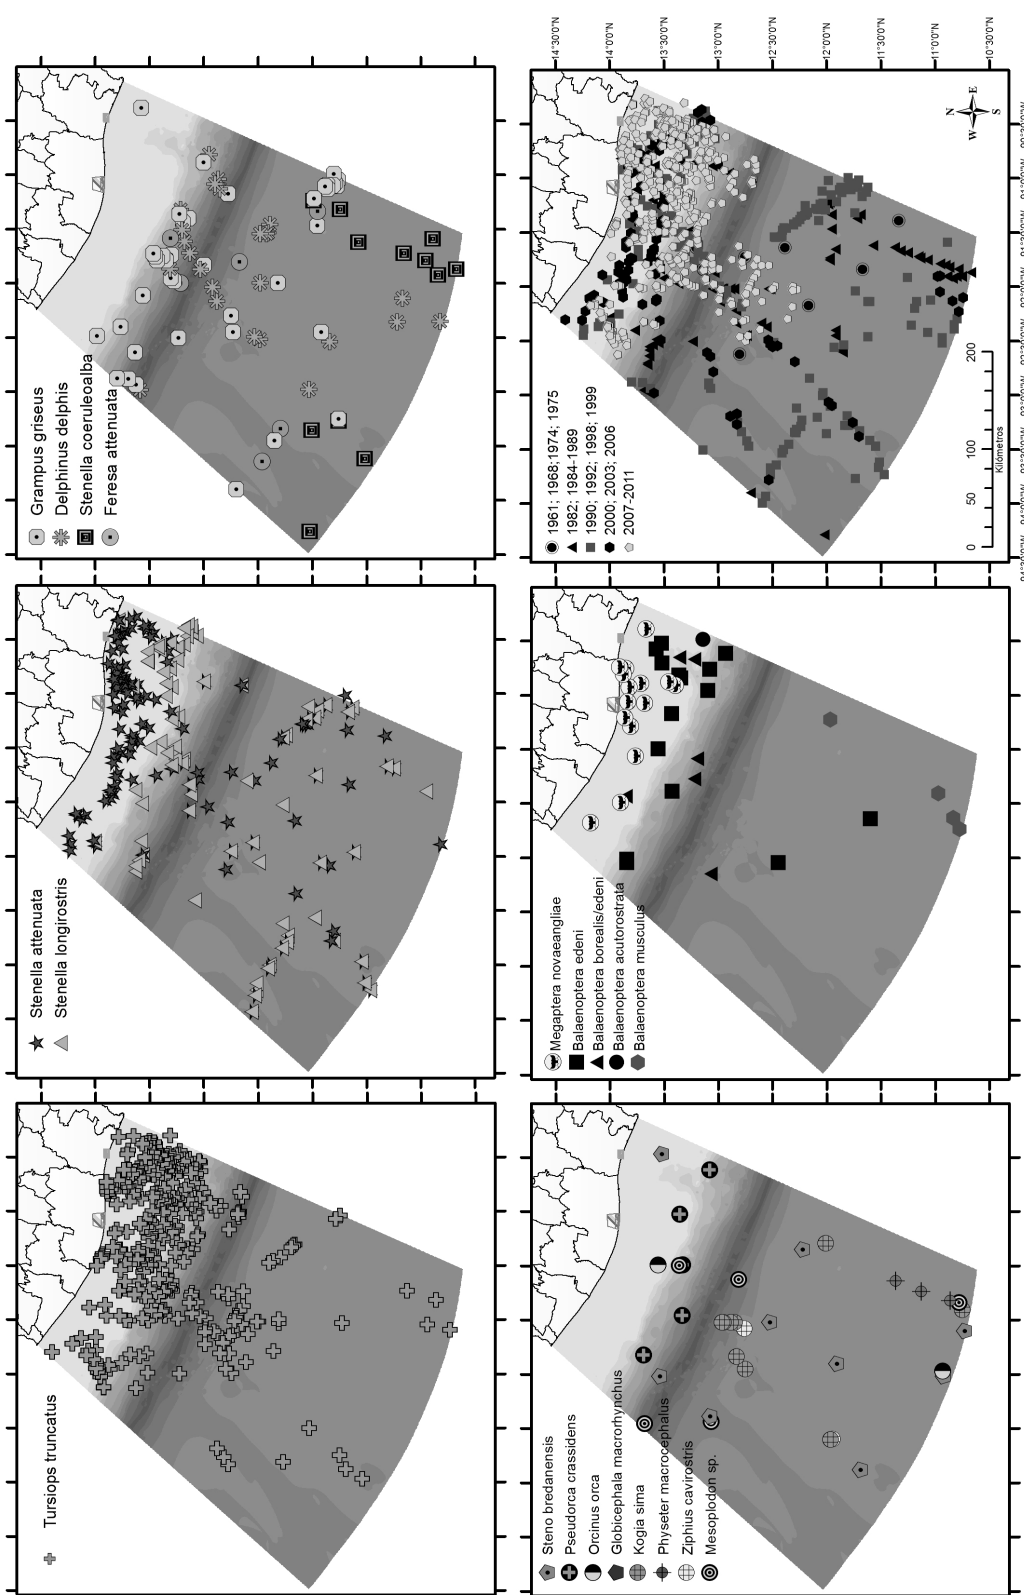 Tursiops truncatus
Stenella attenuata
Stenella longirostris
Grampus griseus
Delphinus delphis
Stenella coeruleoalba
Feresa attenuata
Steno bredanensis
Pseudorca crassidens
Orcinus orca
Globicephala macrorhynchus
Kogia sima
Physeter macrocephalus
Ziphius cavirostris
Mesoplodon sp.
Megaptera novaeangliae
Balaenoptera edeni
Balaenoptera borealis/edeni
Balaenoptera acutorostrata
Balaenoptera musculus
1961; 1968;1974; 1975
1982; 1984-1989
1990; 1992; 1998; 1999
2000; 2003; 2006
2007-2011
14°30'0"N
14°0'0"N
13°30'0"N
13°0'0"N
12°30'0"N
12°0'0"N
11°30'0"N
11°0'0"N
10°30'0"N
N
W E
S
0 50 100 200
Kilómetros